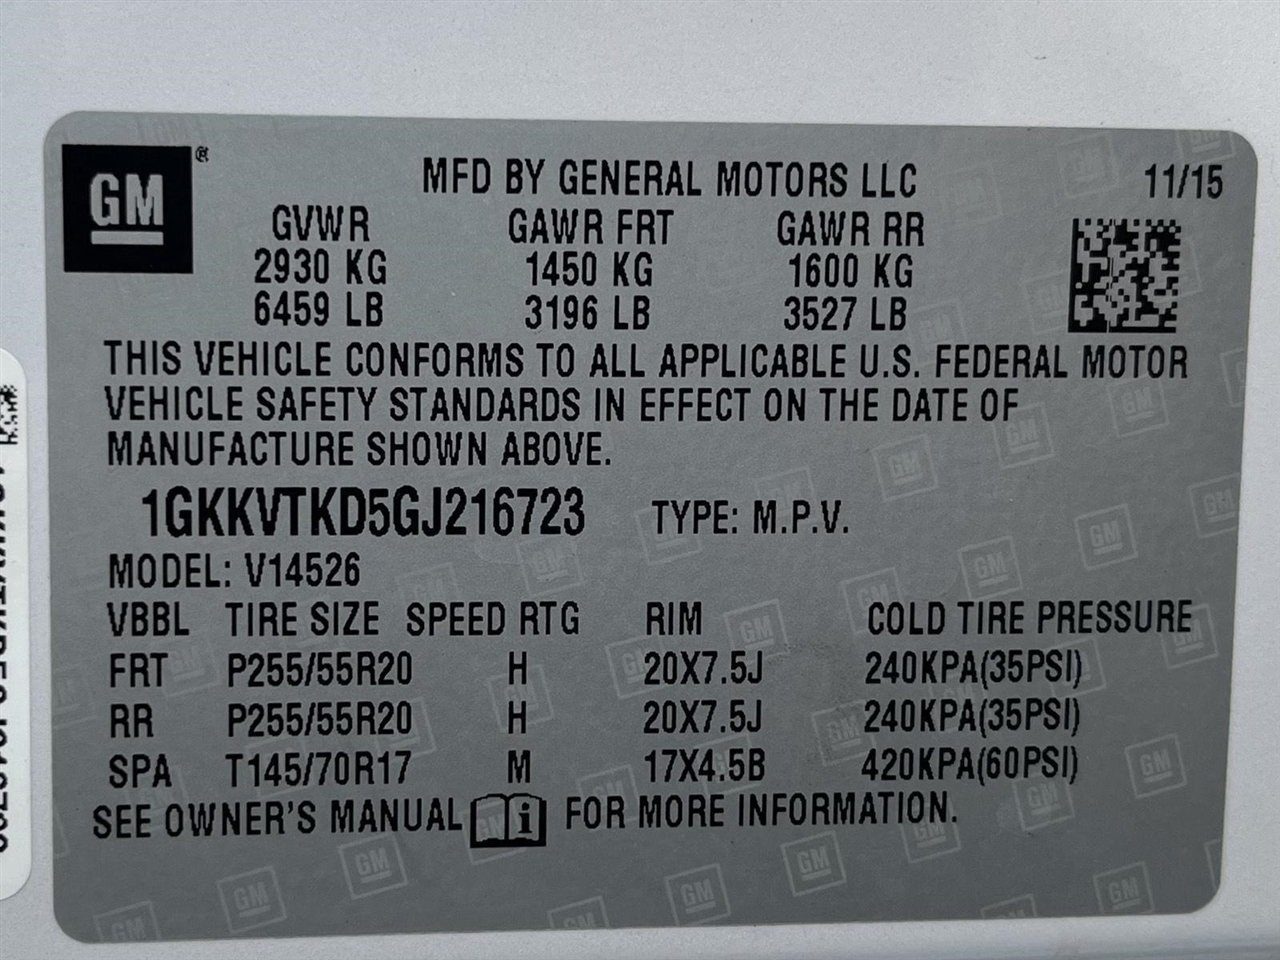 GM ® MFD BY GENERAL MOTORS LLC 11/15
GVWR GAWR FRT GAWR RR
2930 KG 1450 KG 1600 KG
6459 LB 3196 LB 3527 LB
THIS VEHICLE CONFORMS TO ALL APPLICABLE U.S. FEDERAL MOTOR
VEHICLE SAFETY STANDARDS IN EFFECT ON THE DATE OF
MANUFACTURE SHOWN ABOVE.
1GKKVTKD5GJ216723 TYPE: M.P.V.
MODEL: V14526
VBBL TIRE SIZE SPEED RTG RIM COLD TIRE PRESSURE
FRT P255/55R20 H 20X7.5J 240KPA(35PSI)
RR P255/55R20 H 20X7.5J 240KPA(35PSI)
SPA T145/70R17 M 17X4.5B 420KPA(60PSI)
SEE OWNER'S MANUAL i FOR MORE INFORMATION.